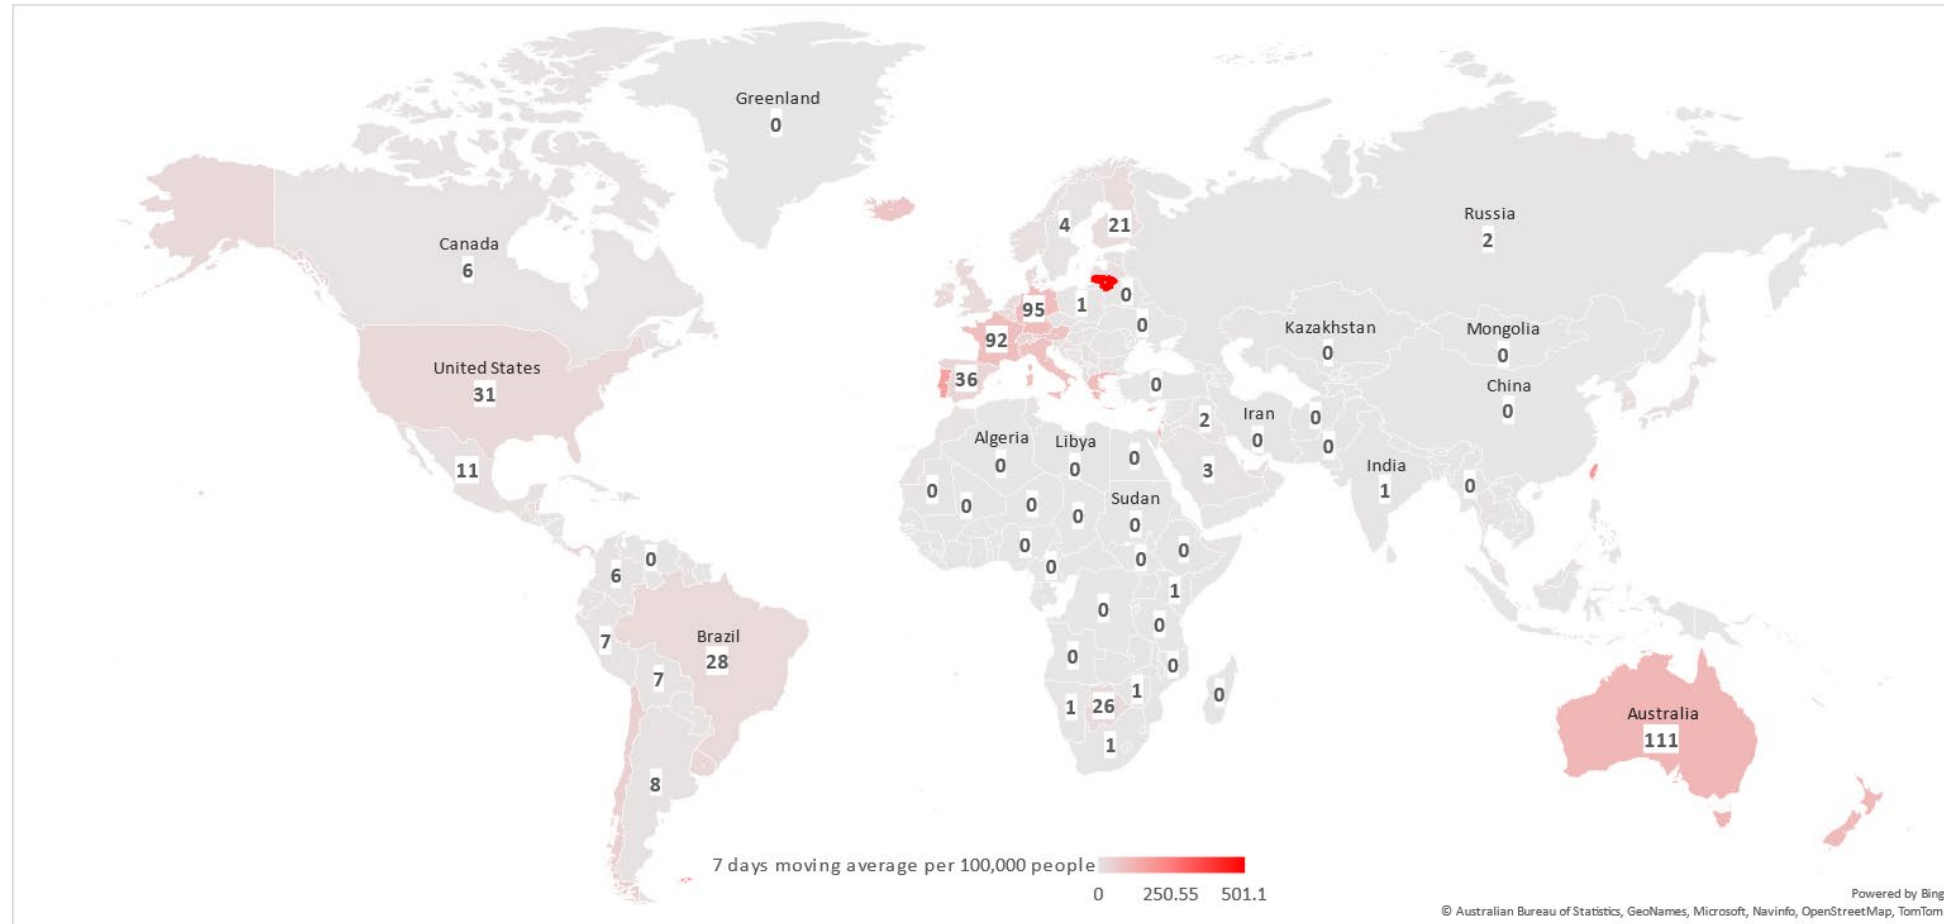 Greenland
0
Russia
2
4
21
Canada
6
0
95
1
0
92
Kazakhstan
0
Mongolia
0
United States
31
36
0
China
0
11
Algeria
0
Libya
0
0
2
Iran
0
0
0
3
India
1
0
0
0
0
0
Sudan
0
0
0
0
0
0
6
1
7
0
0
Brazil
28
7
0
0
1
0
1
26
1
Australia
111
8
7 days moving average per 100,000 people
0 250.55 501.1
Powered by Bing
© Australian Bureau of Statistics, GeoNames, Microsoft, Navinfo, OpenStreetMap, TomTom